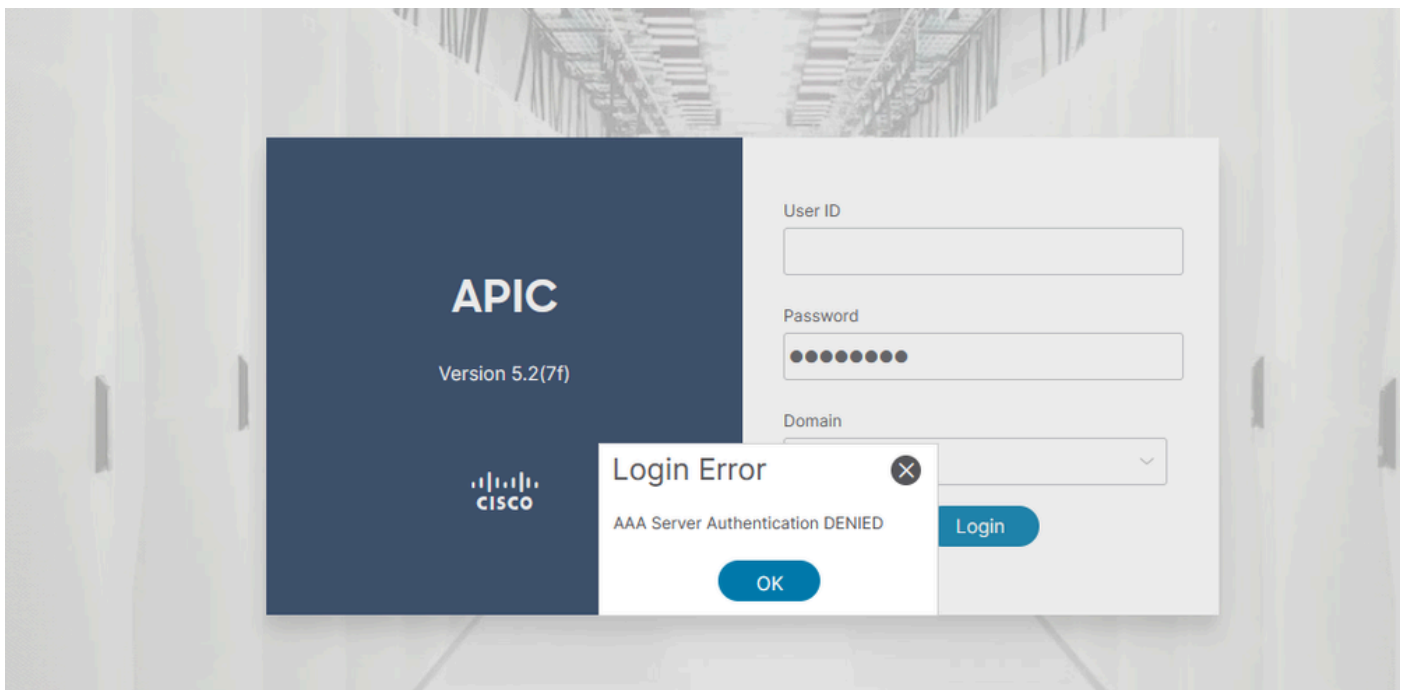 User ID
APIC
Password
●●●●●●●●
Version 5.2(7f)
Domain
Login Error
cisco
AAA Server Authentication DENIED
Login
OK